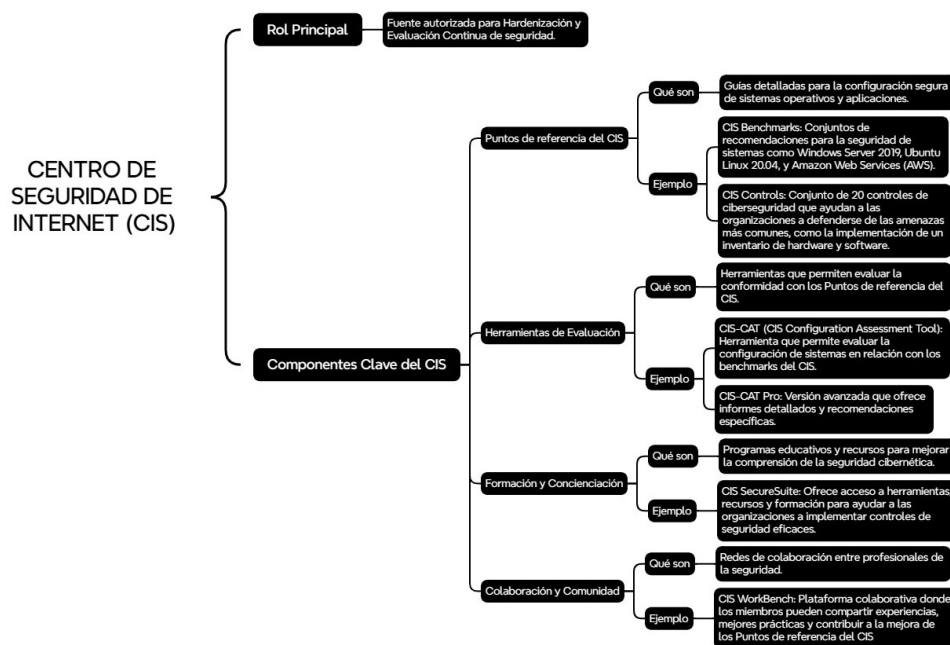 CENTRO DE
SEGURIDAD DE
INTERNET (CIS)
Rol Principal
Fuente autorizada para Hardenización y
Evaluación Continua de seguridad.
Componentes Clave del CIS
Puntos de referencia del CIS
Qué son
Guías detalladas para la configuración segura
de sistemas operativos y aplicaciones.
Ejemplo
CIS Benchmarks: Conjuntos de
recomendaciones para la seguridad de
sistemas como Windows Server 2019, Ubuntu
Linux 20.04, y Amazon Web Services (AWS).
CIS Controls: Conjunto de 20 controles de
ciberseguridad que ayudan a las
organizaciones a defenderse de las amenazas
más comunes, como la implementación de un
inventario de hardware y software.
Herramientas de Evaluación
Qué son
Herramientas que permiten evaluar la
conformidad con los Puntos de referencia del
CIS.
Ejemplo
CIS-CAT (CIS Configuration Assessment Tool):
Herramienta que permite evaluar la
configuración de sistemas en relación con los
benchmarks del CIS.
CIS-CAT Pro: Versión avanzada que ofrece
informes detallados y recomendaciones
específicas.
Formación y Concienciación
Qué son
Programas educativos y recursos para mejorar
la comprensión de la seguridad cibernética.
Ejemplo
CIS SecureSuite: Ofrece acceso a herramientas,
recursos y formación para ayudar a las
organizaciones a implementar controles de
seguridad eficaces.
Colaboración y Comunidad
Qué son
Redes de colaboración entre profesionales de
la seguridad.
Ejemplo
CIS WorkBench: Plataforma colaborativa donde
los miembros pueden compartir experiencias,
mejores prácticas y contribuir a la mejora de
los Puntos de referencia del CIS